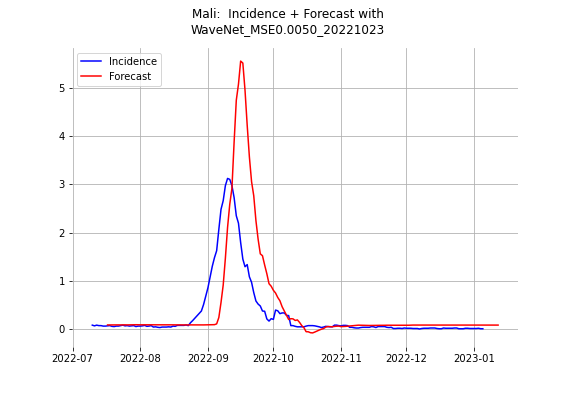 Mali:  Incidence + Forecast with
WaveNet_MSE0.0050_20221023
Incidence
Forecast
5
4
3
2
1
0
2022-07 2022-08 2022-09 2022-10 2022-11 2022-12 2023-01